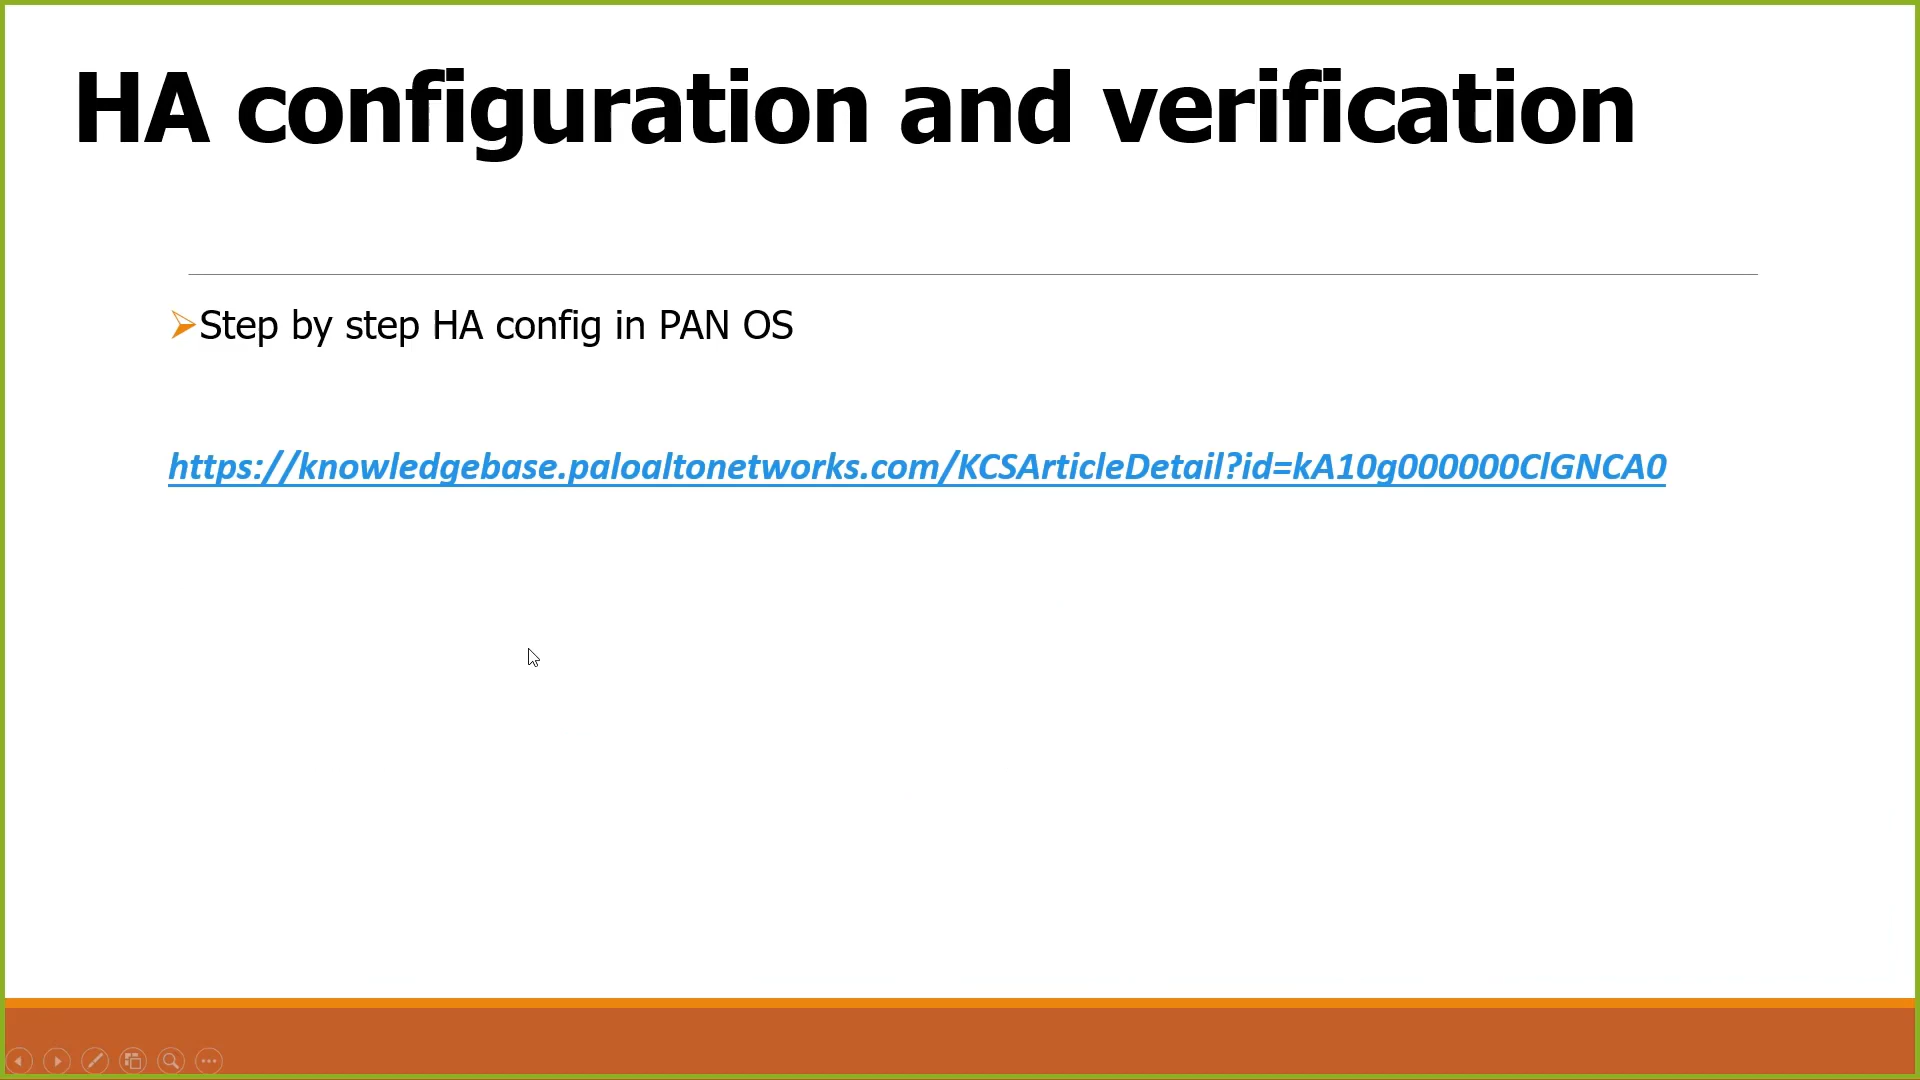 HA configuration and verification
Step by step HA config in PAN OS
https://knowledgebase.paloaltonetworks.com/KCSArticleDetail?id=kA10g000000ClGNCA0